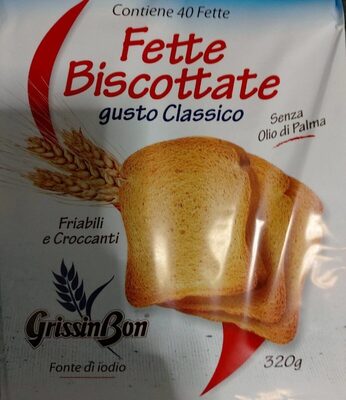 Contiene 40 Fette
Fette
Biscottate
gusto Classico
Senza
Olio di Palma
Friabili
e Croccanti
GrissinBon
Fonte di iodio
320g